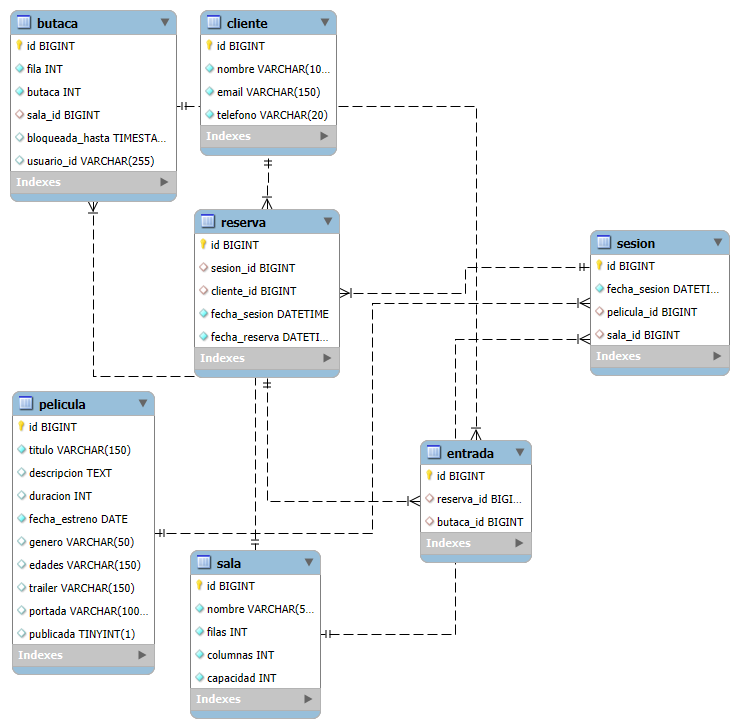 butaca
id BIGINT
fila INT
butaca INT
sala_id BIGINT
bloqueada_hasta TIMESTA...
usuario_id VARCHAR(255)
Indexes
cliente
id BIGINT
nombre VARCHAR(10...
email VARCHAR(150)
telefono VARCHAR(20)
Indexes
reserva
id BIGINT
sesion_id BIGINT
cliente_id BIGINT
fecha_sesion DATETIME
fecha_reserva DATETI...
Indexes
sesion
id BIGINT
fecha_sesion DATETI...
pelicula_id BIGINT
sala_id BIGINT
Indexes
pelicula
id BIGINT
titulo VARCHAR(150)
descripcion TEXT
duracion INT
fecha_estreno DATE
genero VARCHAR(50)
edades VARCHAR(150)
trailer VARCHAR(150)
portada VARCHAR(100...
publicada TINYINT(1)
Indexes
entrada
id BIGINT
reserva_id BIGI...
butaca_id BIGINT
Indexes
sala
id BIGINT
nombre VARCHAR(5...
filas INT
columnas INT
capacidad INT
Indexes